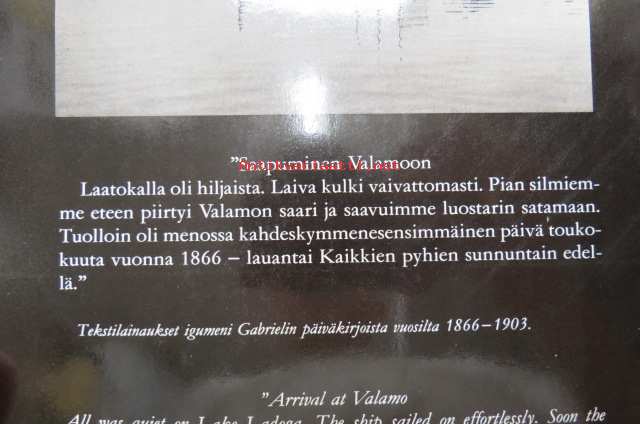 ”Saapuminen Valamoon
Laatokalla oli hiljaista. Laiva kulki vaivattomasti. Pian silmiem-
me eteen piirtyi Valamon saari ja saavuimme luostarin satamaan.
Tuolloin oli menossa kahdeskymmenesensimmäinen päivä touko-
kuuta vuonna 1866 – lauantai Kaikkien pyhien sunnuntain edel-
lä.”
Tekstilainaukset igumeni Gabrielin päiväkirjoista vuosilta 1866–1903.
”Arrival at Valamo
All was quiet on Lake Ladoga. The ship sailed on effortlessly. Soon the